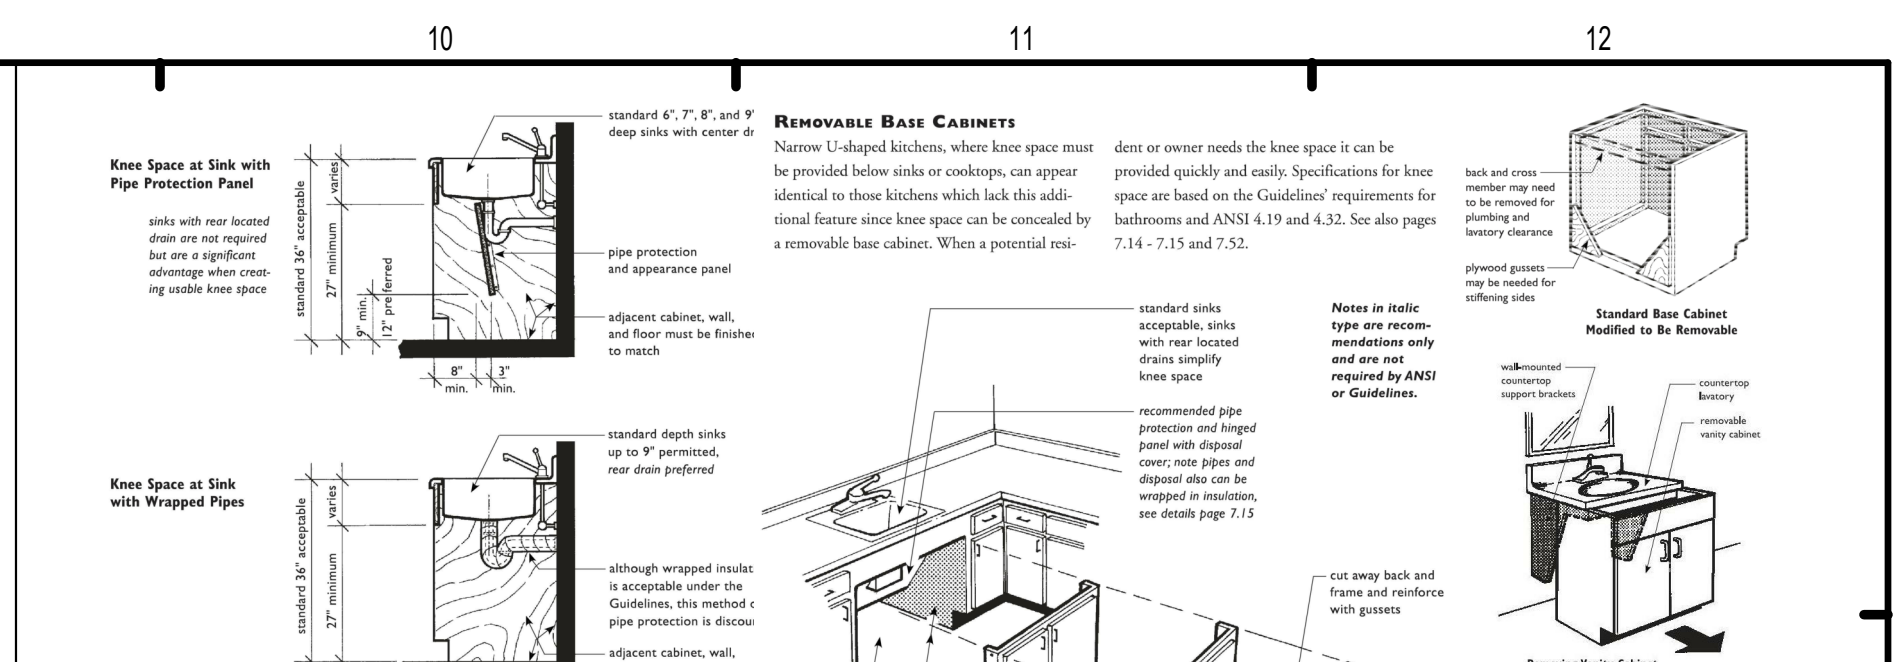 10
11
12
Knee Space at Sink with
Pipe Protection Panel
sinks with rear located
drain are not required
but are a significant
advantage when creat-
ing usable knee space
standard 36" acceptable
varies
27" minimum
9" min.
12" preferred
8"
min.
3"
min.
standard 6", 7", 8", and 9"
deep sinks with center
pipe protection
and appearance panel
adjacent cabinet, wall,
and floor must be finished
to match
Knee Space at Sink
with Wrapped Pipes
standard 36" acceptable
varies
27" minimum
standard depth sinks
up to 9" permitted,
rear drain preferred
although wrapped
is acceptable under the
Guidelines, this method
pipe protection is
adjacent cabinet, wall,
REMOVABLE BASE CABINETS
Narrow U-shaped kitchens, where knee space must
be provided below sinks or cooktops, can appear
identical to those kitchens which lack this addi-
tional feature since knee space can be concealed by
a removable base cabinet. When a potential resi-
dent or owner needs the knee space it can be
provided quickly and easily. Specifications for knee
space are based on the Guidelines' requirements for
bathrooms and ANSI 4.19 and 4.32. See also pages
7.14 - 7.15 and 7.52.
standard sinks
acceptable, sinks
with rear located
drains simplify
knee space
recommended pipe
protection and hinged
panel with disposal
cover; note pipes and
disposal also can be
wrapped in insulation,
see details page 7.15
Notes in italic
type are recom-
mendations only
and are not
required by ANSI
or Guidelines.
cut away back and
frame and reinforce
with gussets
back and cross
member may need
to be removed for
plumbing and
lavatory clearance
plywood gussets
may be needed for
stiffening sides
Standard Base Cabinet
Modified to Be Removable
wall-mounted
countertop
support brackets
countertop
lavatory
removable
vanity cabinet